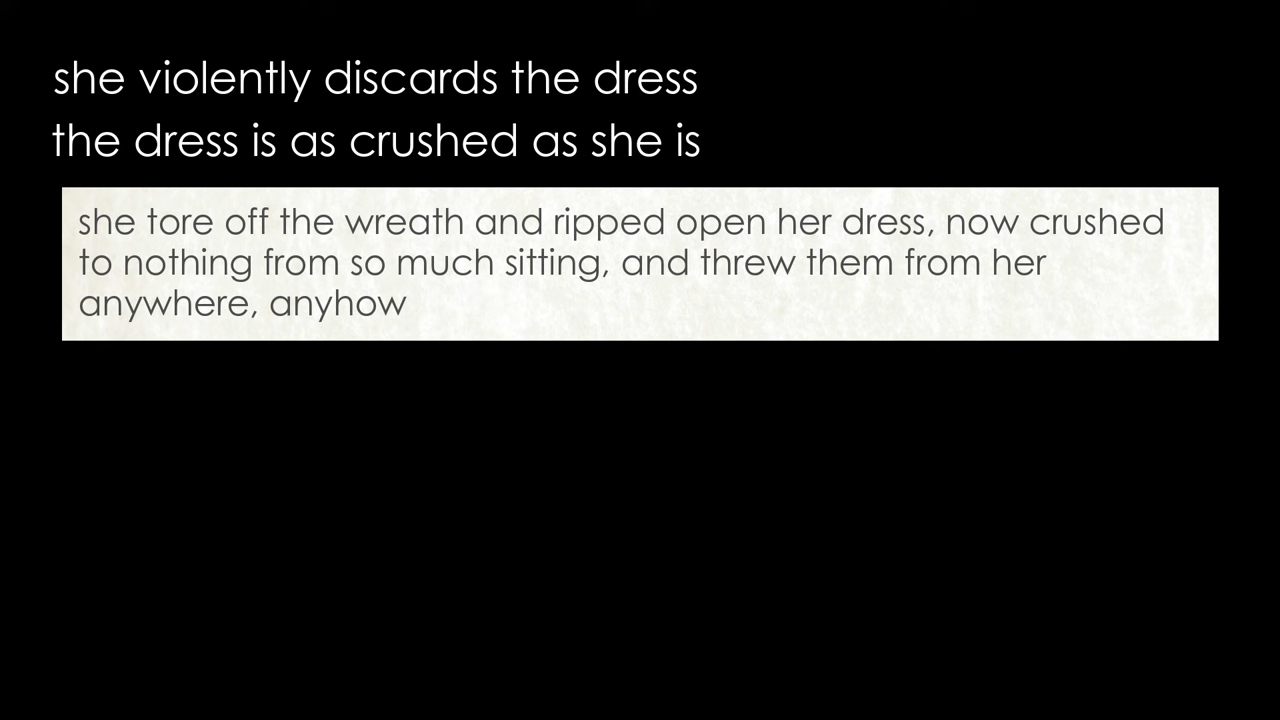 she violently discards the dress
the dress is as crushed as she is
she tore off the wreath and ripped open her dress, now crushed
to nothing from so much sitting, and threw them from her
anywhere, anyhow